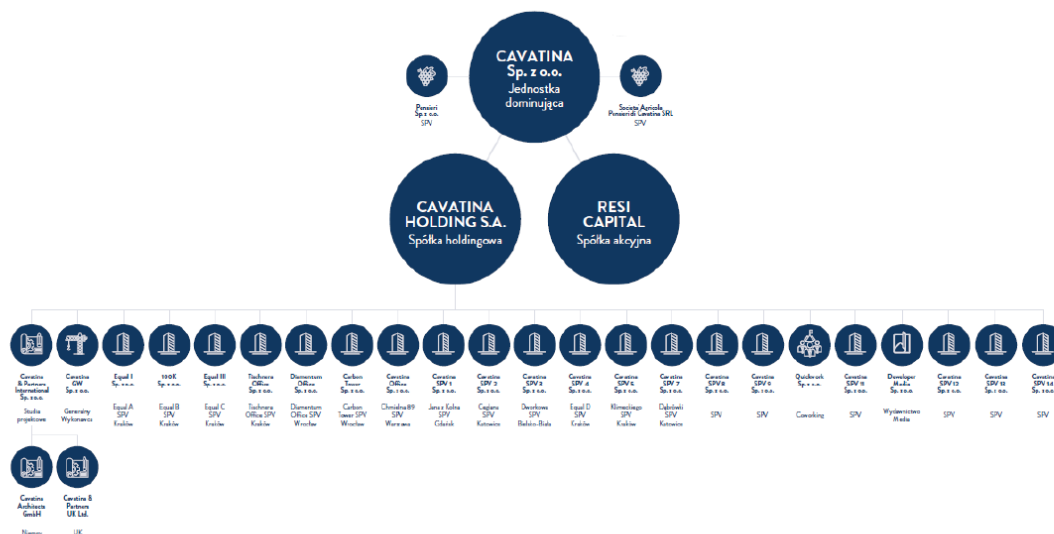 CAVATINA
Sp. z o.o.
Jednostka
dominująca
Pensieri
Sp. z o.o.
SPV
Societa Agricola
Pensieri di Cavatina SRL
SPV
CAVATINA
HOLDING S.A.
Spółka holdingowa
RESI
CAPITAL
Spółka akcyjna
Cavatina
& Partners
International
Sp. z o.o.
Studio
projektowe
Cavatina
GW
Sp. z o.o.
Generalny
Wykonawca
Equal I
Sp. z o.o.
Equal A
SPV
Kraków
100K
Sp. z o.o.
Equal B
SPV
Kraków
Equal III
Sp. z o.o.
Equal C
SPV
Kraków
Tischnera
Office
Sp. z o.o.
Tischnera
Office SPV
Kraków
Diamentum
Office
Sp. z o.o.
Diamentum
Office SPV
Wrocław
Carbon
Tower
Sp. z o.o.
Carbon
Tower SPV
Wrocław
Cavatina
Office
Sp. z o.o.
Chmielna 89
SPV
Warszawa
Cavatina
SPV 1
Sp. z o.o.
Jana z Kolna
SPV
Gdańsk
Cavatina
SPV 2
Sp. z o.o.
Ceglana
SPV
Katowice
Cavatina
SPV 3
Sp. z o.o.
Dworkowa
SPV
Bielsko-Biała
Cavatina
SPV 4
Sp. z o.o.
Equal D
SPV
Kraków
Cavatina
Sp. z o.o.
Klimeckiego
SPV
Kraków
Cavatina
SPV 7
Sp. z o.o.
Dąbrówki
SPV
Katowice
Cavatina
SPV 8
Sp. z o.o.
SPV
Cavatina
SPV 9
Sp. z o.o.
SPV
Quickwork
Sp. z o.o.
Coworking
Cavatina
SPV 11
Sp. z o.o.
SPV
Developer
Media
Sp. z o.o.
Wydawnictwo
Media
Cavatina
SPV 12
Sp. z o.o.
SPV
Cavatina
SPV 13
Sp. z o.o.
SPV
Cavatina
SPV 14
Sp. z o.o.
SPV
Cavatina
Architects
GmbH
Niemcy
Cavatina &
Partners
UK Ltd.
UK